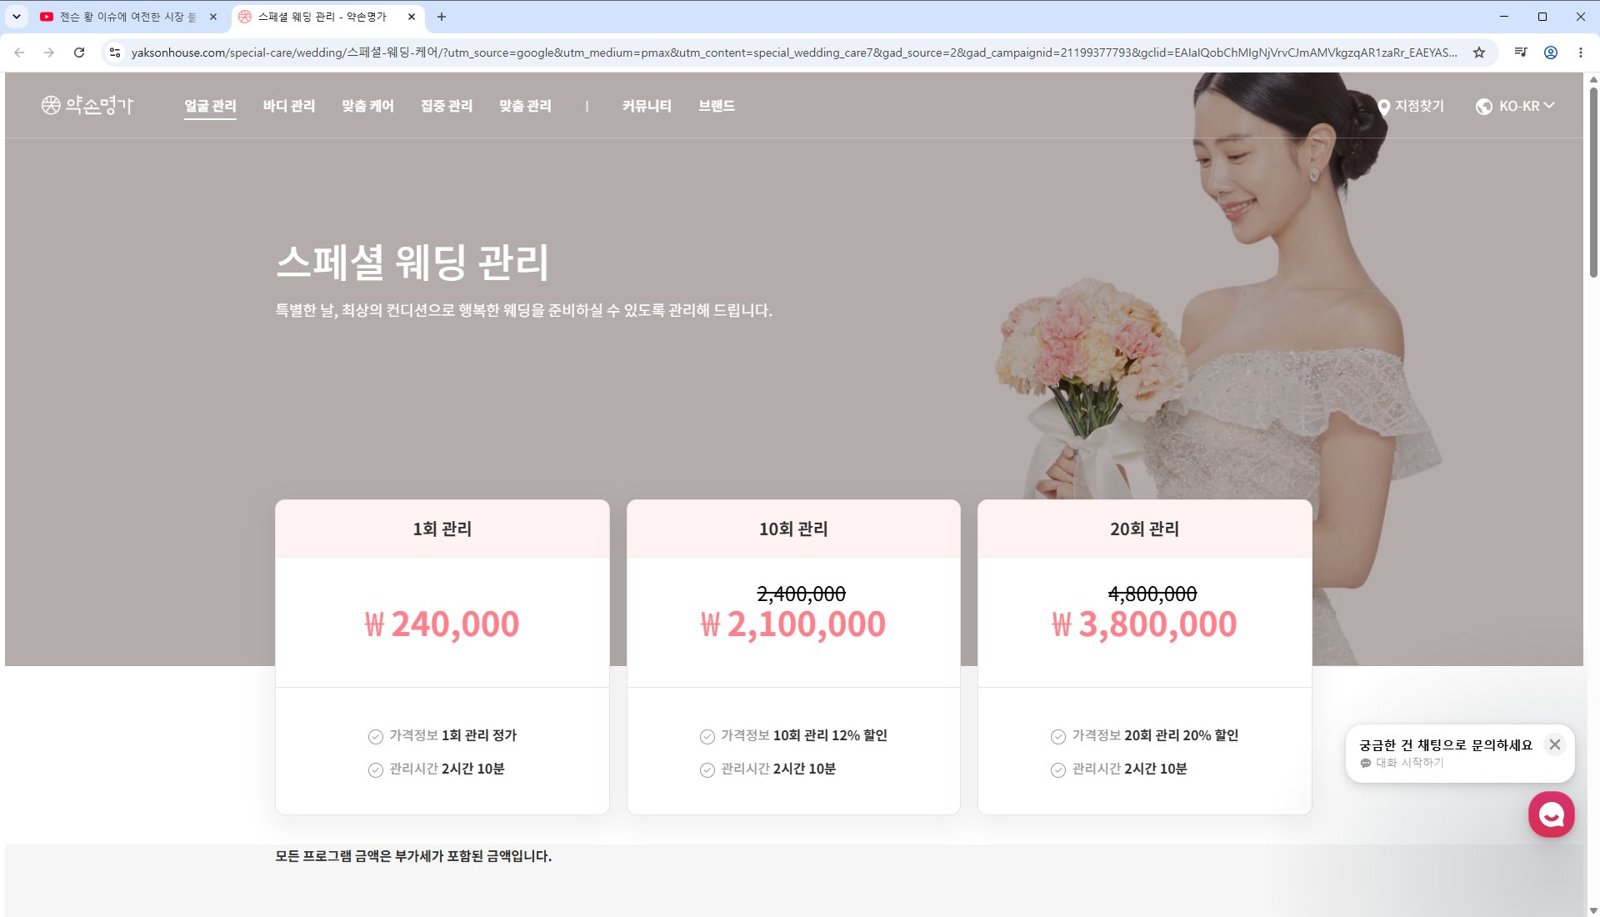 젠슨 황 이슈에 여전한 시장 불
스페셜 웨딩 관리 - 약손명가
yaksonhouse.com/special-care/wedding/스페셜-웨딩-케어/?utm_source=google&utm_medium=pmax&utm_content=special_wedding_care7&gad_source=2&gad_campaignid=21199377793&gclid=EAIaIQobChMIgNjVrvCJmAMVkgzqAR1zaRr_EAEYAS...
약손명가
얼굴 관리 바디 관리 맞춤 케어 집중 관리 맞춤 관리 | 커뮤니티 브랜드
지점찾기 KO-KR
스페셜 웨딩 관리
특별한 날, 최상의 컨디션으로 행복한 웨딩을 준비하실 수 있도록 관리해 드립니다.
1회 관리
₩ 240,000
가격정보 1회 관리 정가
관리시간 2시간 10분
10회 관리
2,400,000
₩ 2,100,000
가격정보 10회 관리 12% 할인
관리시간 2시간 10분
20회 관리
4,800,000
₩ 3,800,000
가격정보 20회 관리 20% 할인
관리시간 2시간 10분
궁금한 건 채팅으로 문의하세요
대화 시작하기
모든 프로그램 금액은 부가세가 포함된 금액입니다.